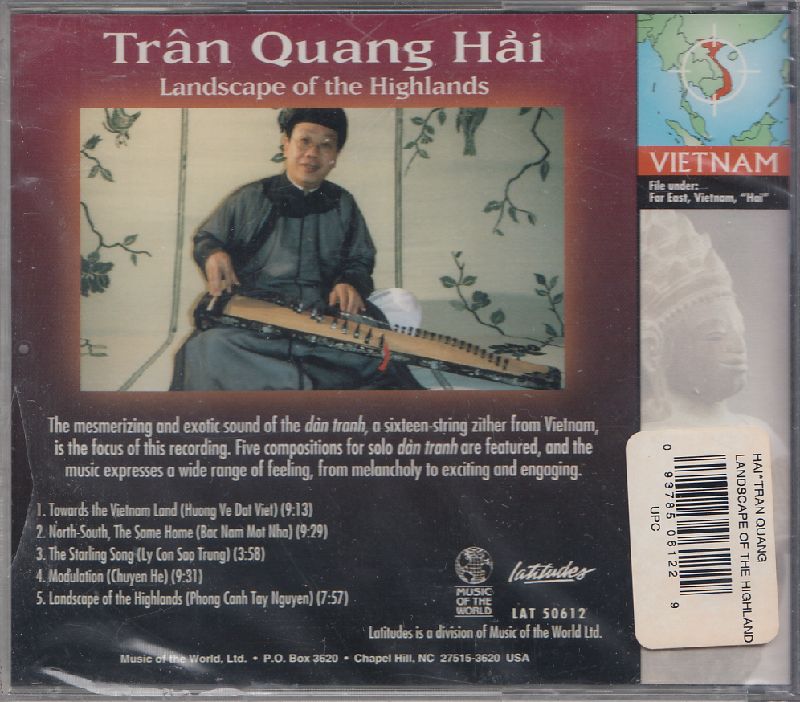 Trân Quang Hải
Landscape of the Highlands
VIETNAM
File under:
Far East, Vietnam, "Hai"
The mesmerizing and exotic sound of the dàn tranh, a sixteen-string zither from Vietnam,
is the focus of this recording. Five compositions for solo dàn tranh are featured, and the
music expresses a wide range of feeling, from melancholy to exciting and engaging.
1. Towards the Vietnam Land (Huong Ve Dat Viet) (9:13)
2. North-South, The Same Home (Bac Nam Mot Nha) (9:29)
3. The Starling Song (Ly Con Sao Trung) (3:58)
4. Modulation (Chuyen He) (9:31)
5. Landscape of the Highlands (Phong Canh Tay Nguyen) (7:57)
MUSIC
OF THE
WORLD
latitudes
LAT 50612
Latitudes is a division of Music of the World Ltd.
Music of the World, Ltd. • P.O. Box 3620 • Chapel Hill, NC 27515-3620 USA
HAI*TRAN QUANG
LANDSCAPE OF THE HIGHLAND
0 93785 08122 9
UPC